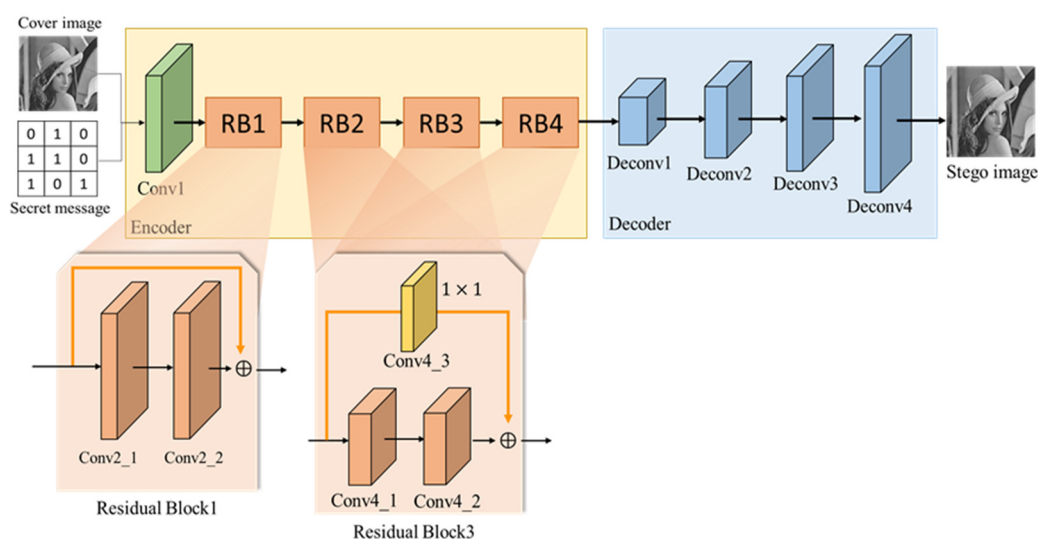 Cover image
0 1 0
1 1 0
1 0 1
Secret message
Conv1
RB1
RB2
RB3
RB4
Encoder
Deconv1
Deconv2
Deconv3
Deconv4
Decoder
Stego image
Conv2_1
Conv2_2
Residual Block1
1 × 1
Conv4_3
Conv4_1
Conv4_2
Residual Block3